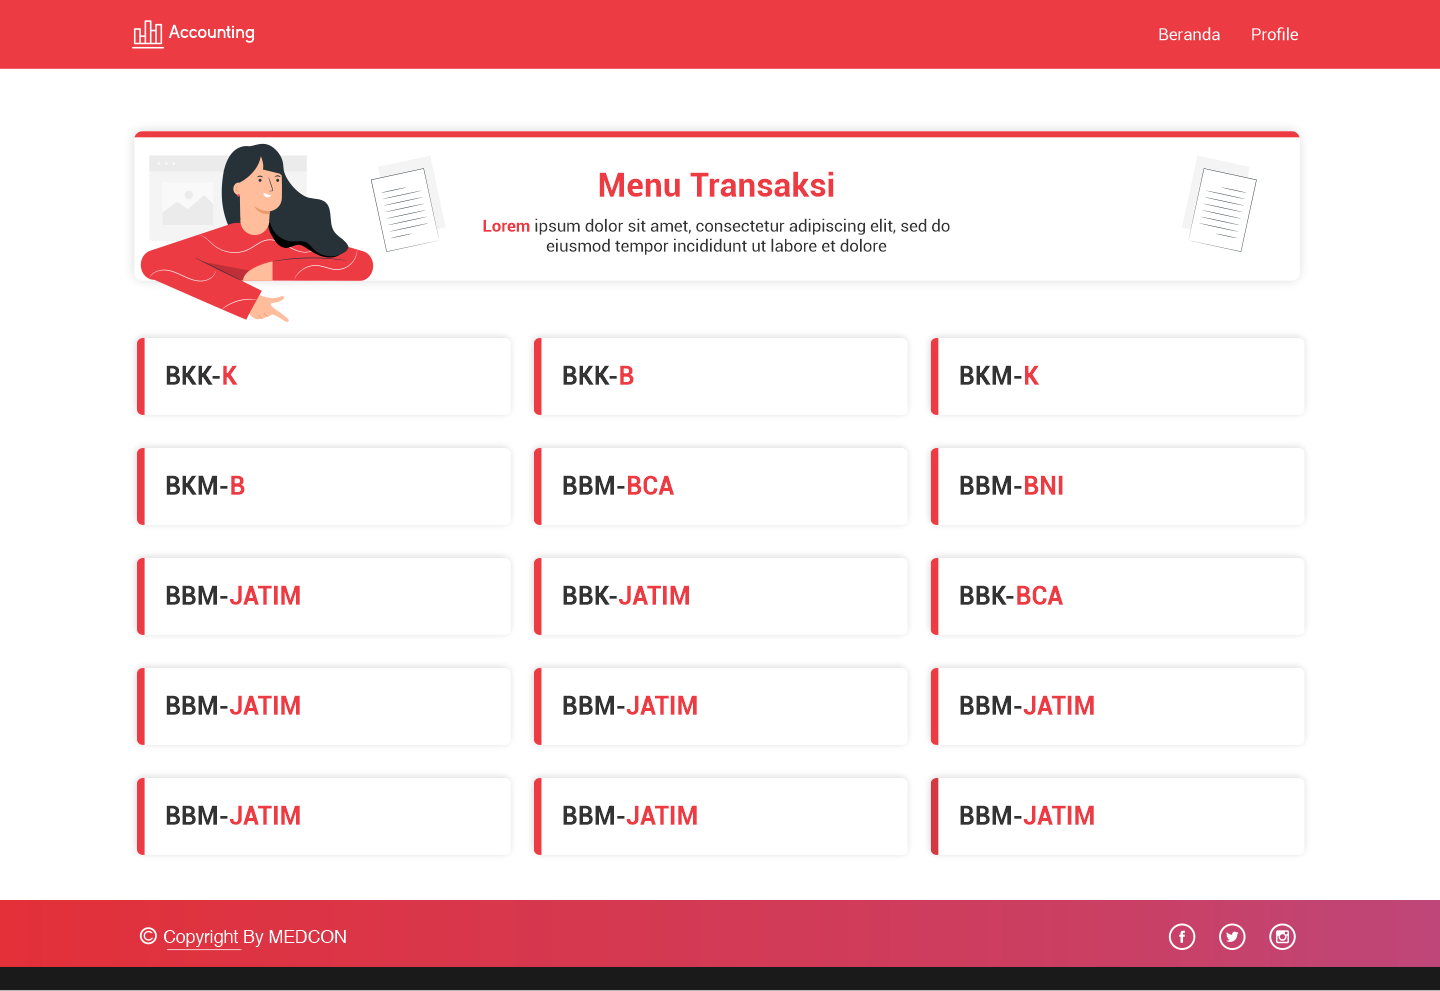 Accounting
Beranda Profile
Menu Transaksi
Lorem ipsum dolor sit amet, consectetur adipiscing elit, sed do
eiusmod tempor incididunt ut labore et dolore
BKK-K
BKK-B
BKM-K
BKM-B
BBM-BCA
BBM-BNI
BBM-JATIM
BBK-JATIM
BBK-BCA
BBM-JATIM
BBM-JATIM
BBM-JATIM
BBM-JATIM
BBM-JATIM
BBM-JATIM
© Copyright By MEDCON